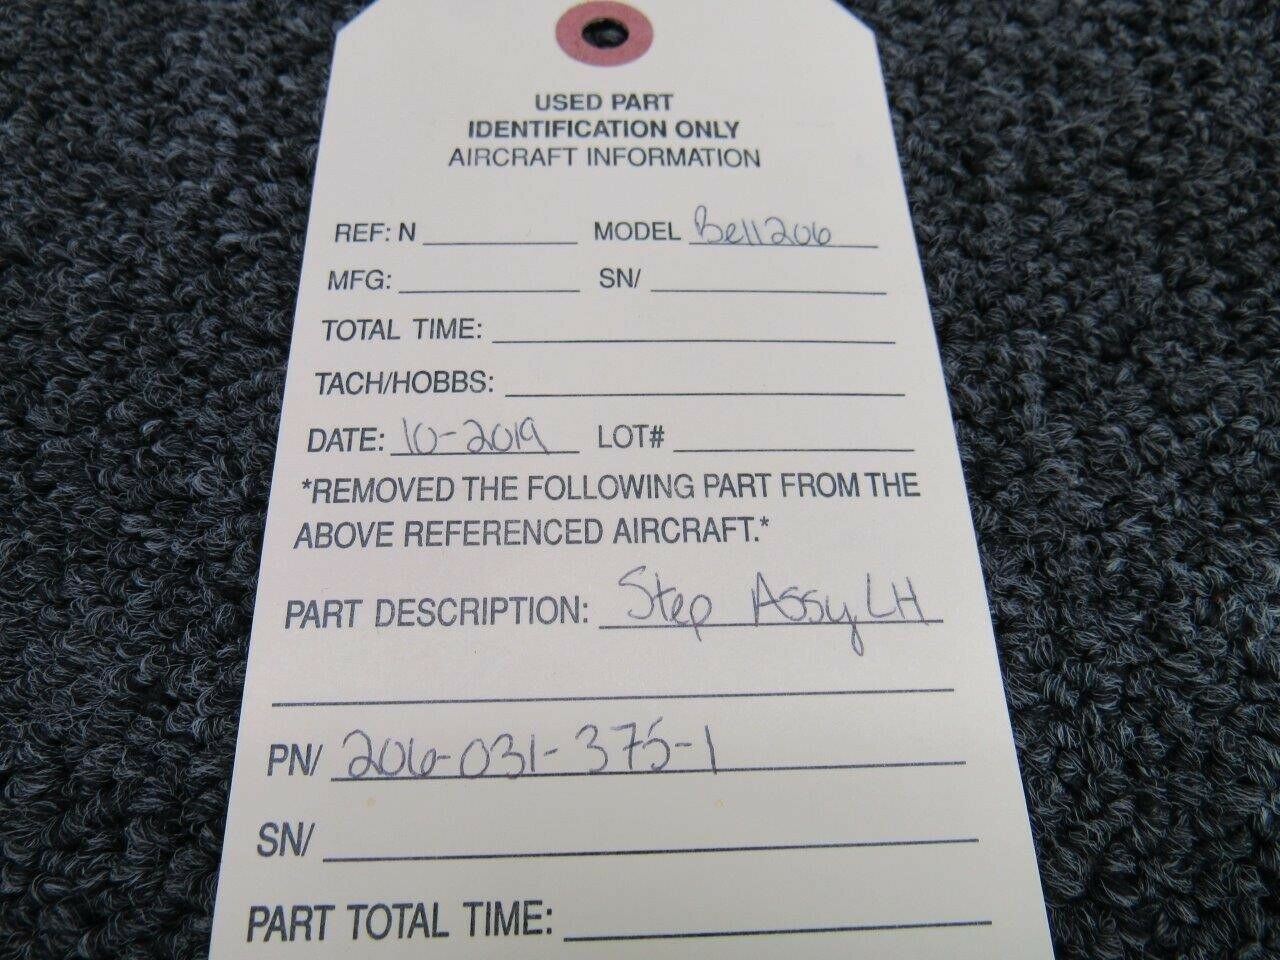 USED PART
IDENTIFICATION ONLY
AIRCRAFT INFORMATION
REF: N MODEL Bell 206
MFG: SN/
TOTAL TIME:
TACH/HOBBS:
DATE: 10-2019 LOT#
*REMOVED THE FOLLOWING PART FROM THE
ABOVE REFERENCED AIRCRAFT.*
PART DESCRIPTION: Step Assy LH
PN/ 206-031-375-1
SN/
PART TOTAL TIME: